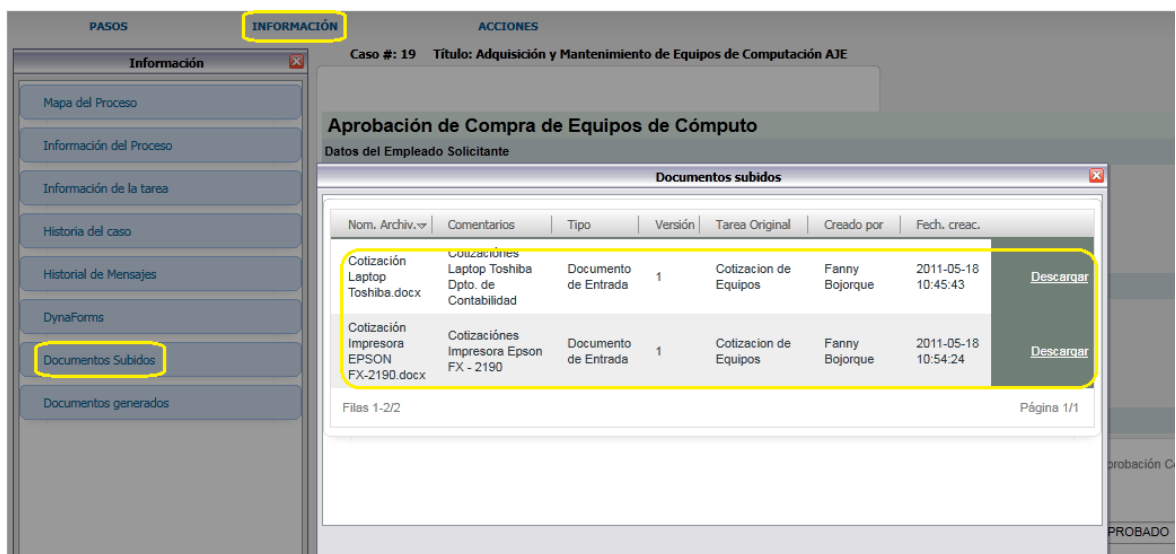 PASOS INFORMACIÓN ACCIONES
Información
Caso #: 19 Título: Adquisición y Mantenimiento de Equipos de Computación AJE
Mapa del Proceso
Información del Proceso
Información de la tarea
Historia del caso
Historial de Mensajes
DynaForms
Documentos Subidos
Documentos generados
Aprobación de Compra de Equipos de Cómputo
Datos del Empleado Solicitante
Documentos subidos
Nom. Archiv. Comentarios Tipo Versión Tarea Original Creado por Fech. creac.
Cotización
Laptop
Toshiba.docx
Cotizaciónes
Laptop Toshiba
Dpto. de
Contabilidad
Documento
de Entrada
1
Cotizacion de
Equipos
Fanny
Bojorque
2011-05-18
10:45:43
Descargar
Cotización
Impresora
EPSON
FX-2190.docx
Cotizaciónes
Impresora Epson
FX - 2190
Documento
de Entrada
1
Cotizacion de
Equipos
Fanny
Bojorque
2011-05-18
10:54:24
Descargar
Filas 1-2/2 Página 1/1